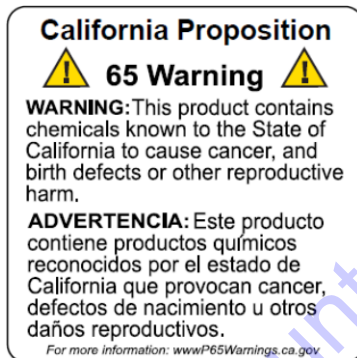 California Proposition
65 Warning
WARNING: This product contains
chemicals known to the State of
California to cause cancer, and
birth defects or other reproductive
harm.
ADVERTENCIA: Este producto
contiene productos químicos
reconocidos por el estado de
California que provocan cancer,
defectos de nacimiento u otros
daños reproductivos.
For more information: wwwP65Warnings.ca.gov